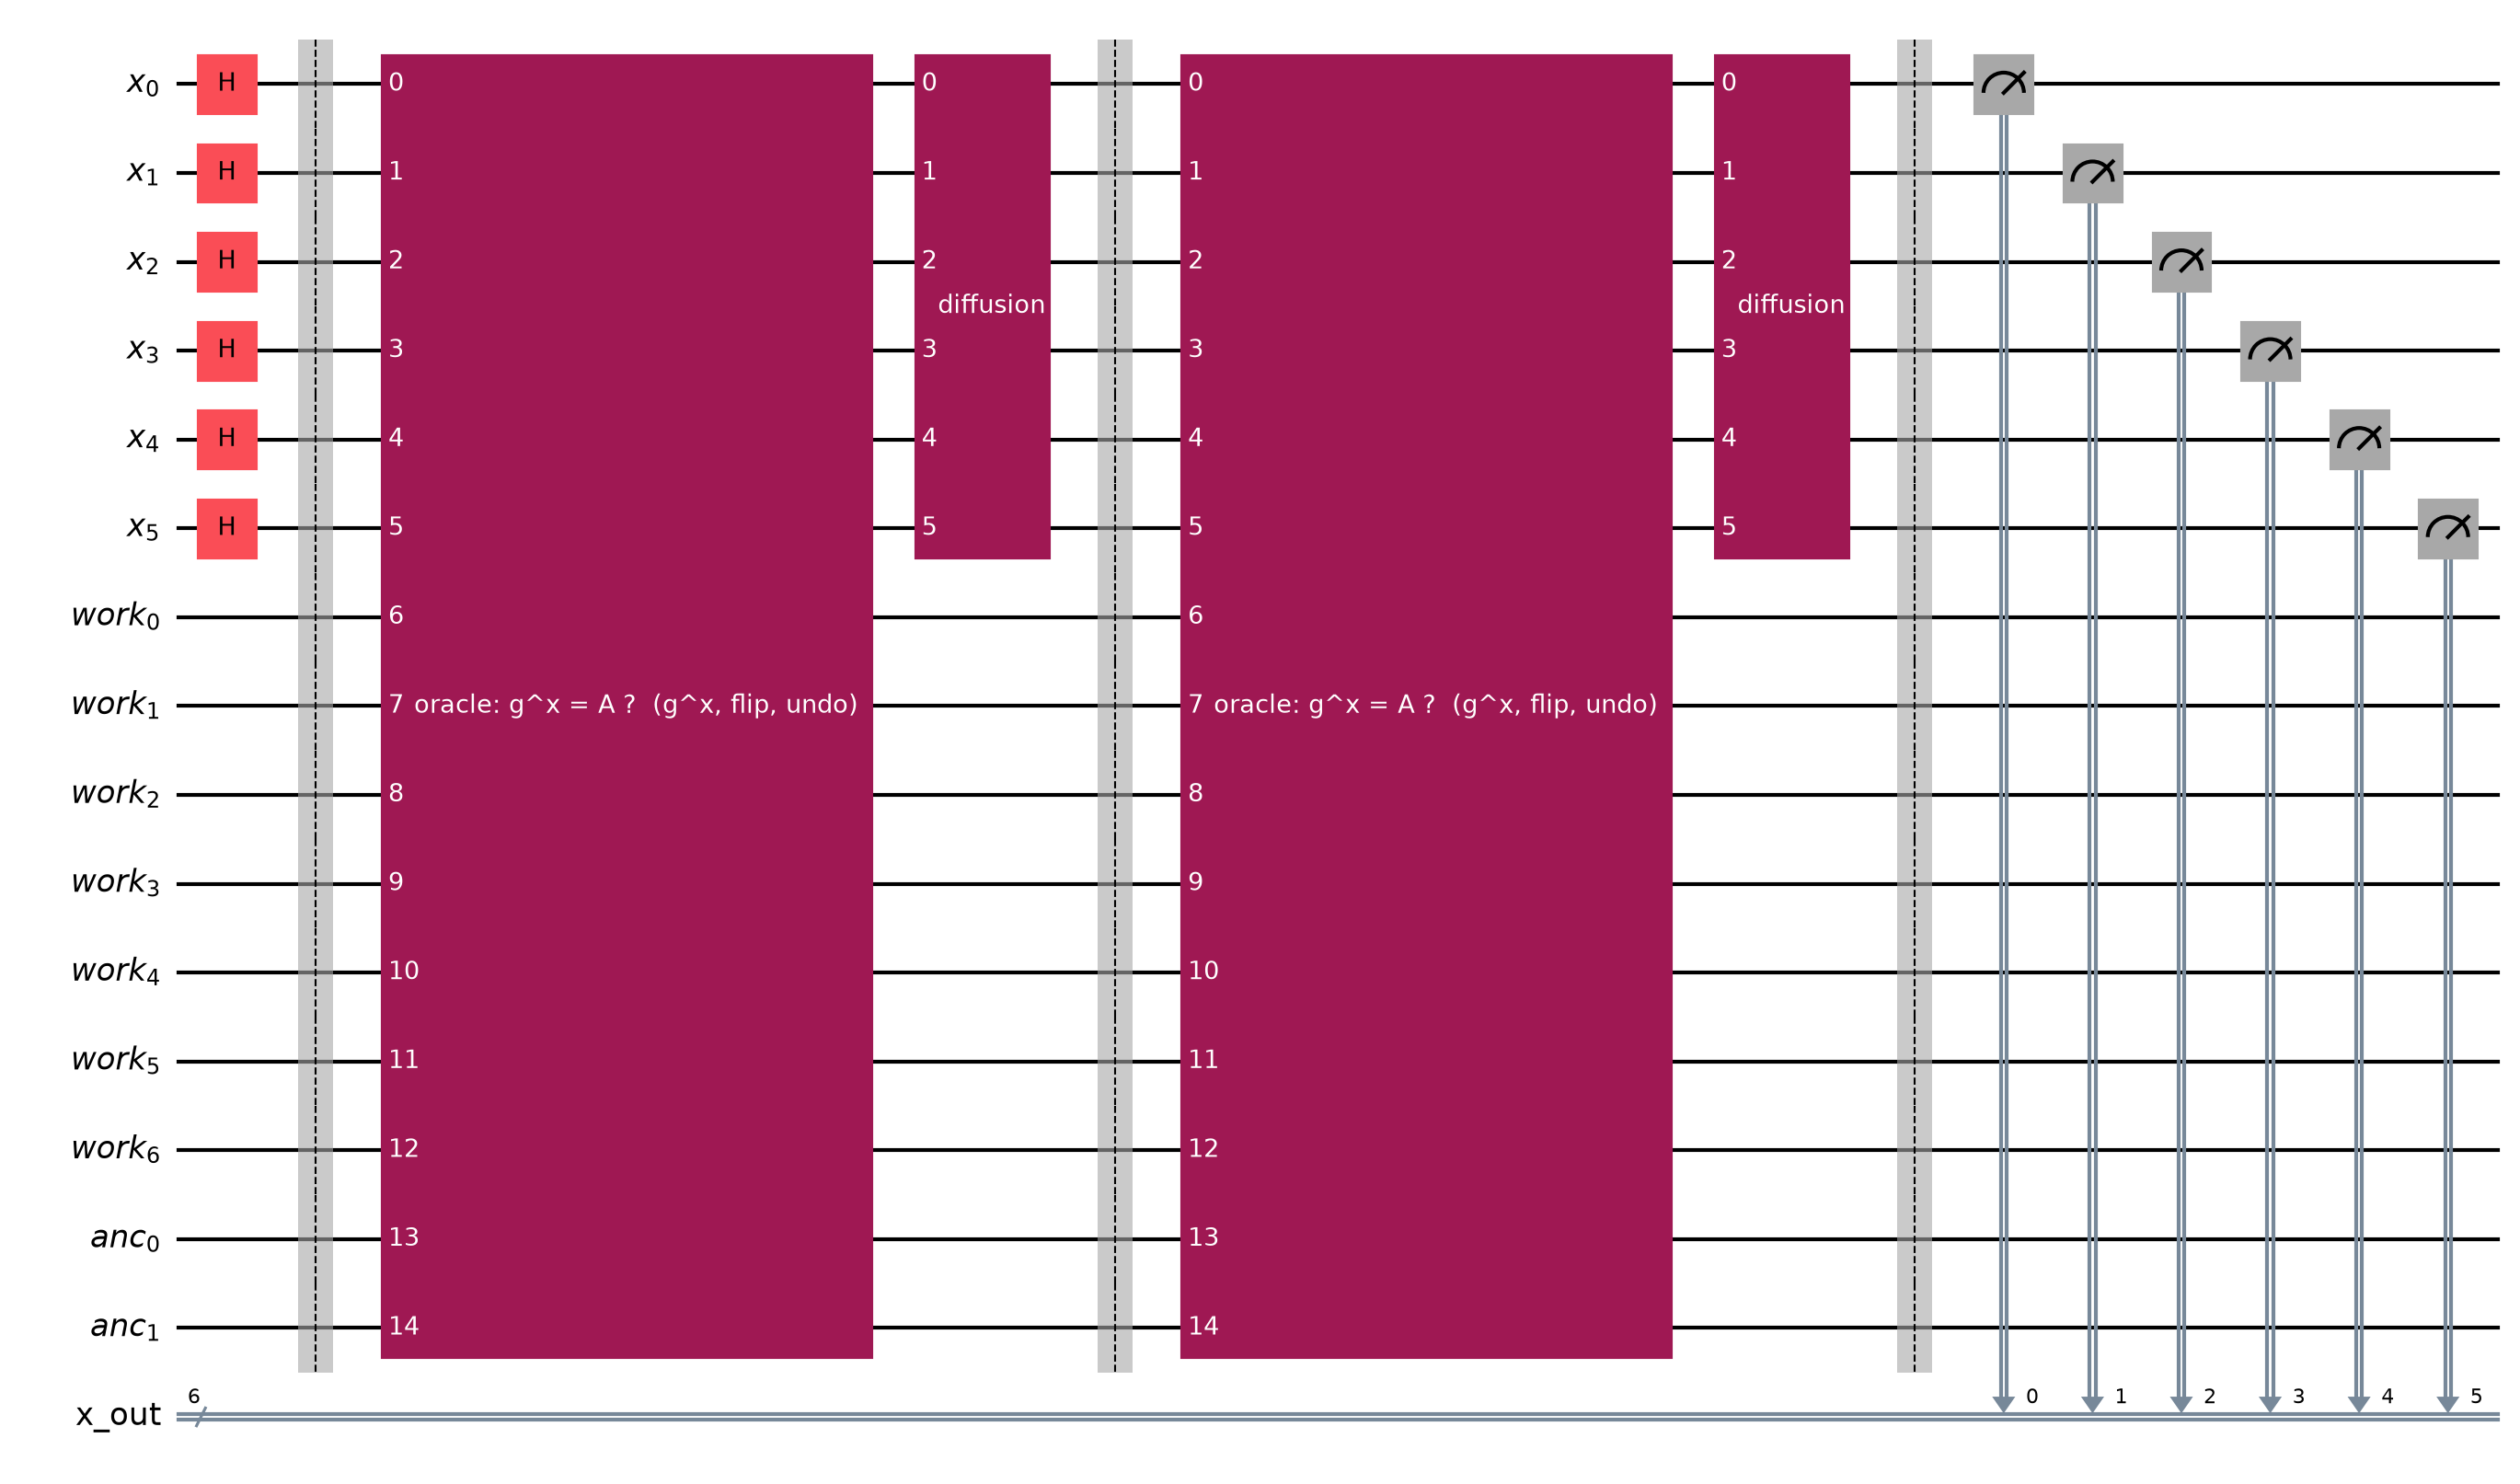 x0 H 0 0 0 0
x1 H 1 1 1 1
x2 H 2 2 2 2
diffusion diffusion
x3 H 3 3 3 3
x4 H 4 4 4 4
x5 H 5 5 5 5
work0 6 6
work1 7 oracle: g^x = A ? (g^x, flip, undo) 7 oracle: g^x = A ? (g^x, flip, undo)
work2 8 8
work3 9 9
work4 10 10
work5 11 11
work6 12 12
anc0 13 13
anc1 14 14
6 0 1 2 3 4 5
x_out